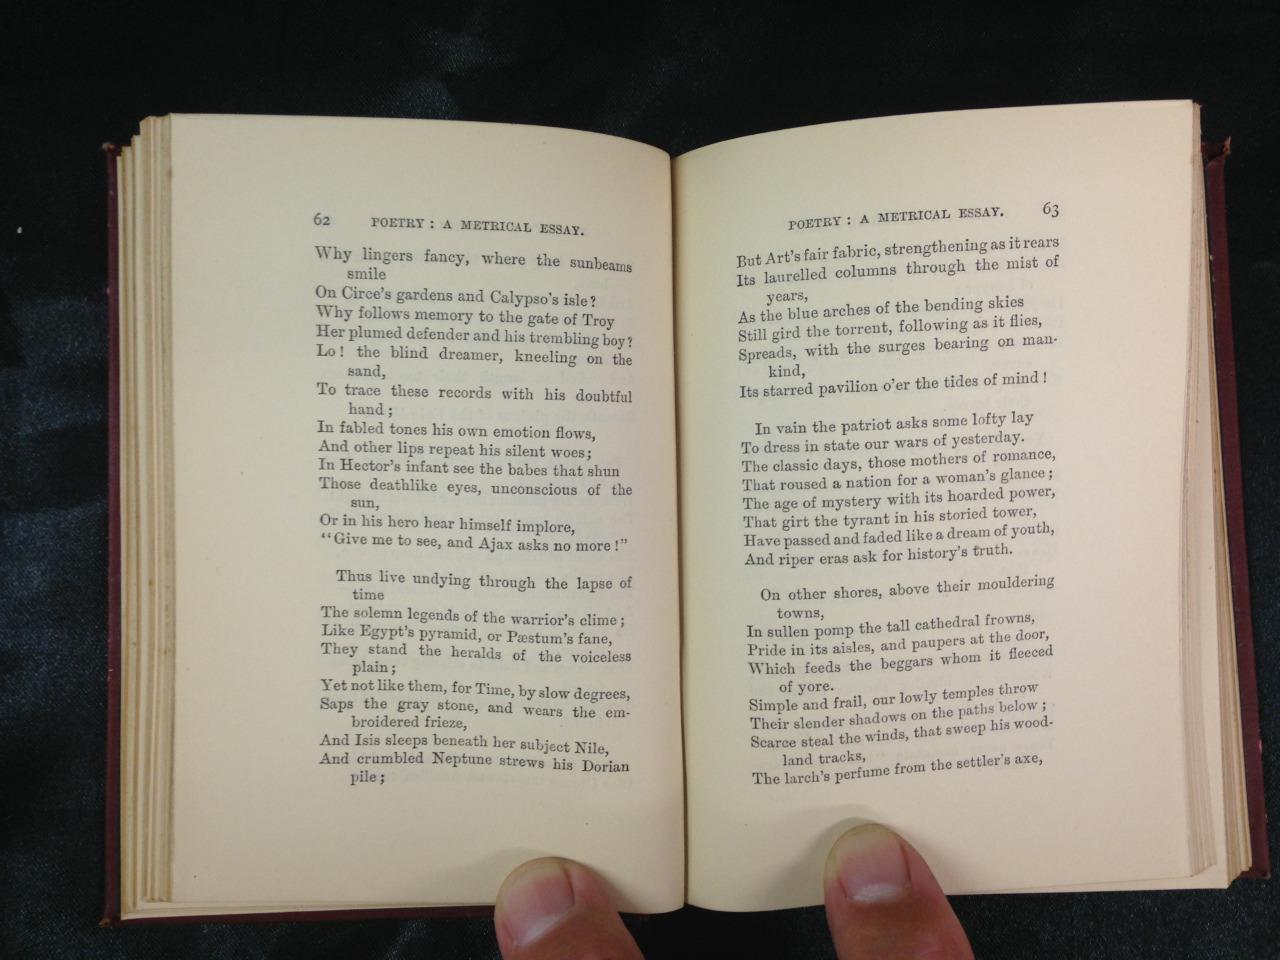 62 POETRY : A METRICAL ESSAY.
Why lingers fancy, where the sunbeams
smile
On Circe's gardens and Calypso's isle?
Why follows memory to the gate of Troy
Her plumed defender and his trembling boy?
Lo! the blind dreamer, kneeling on the
sand,
To trace these records with his doubtful
hand;
In fabled tones his own emotion flows,
And other lips repeat his silent woes;
In Hector's infant see the babes that shun
Those deathlike eyes, unconscious of the
sun,
Or in his hero hear himself implore,
"Give me to see, and Ajax asks no more!"
Thus live undying through the lapse of
time
The solemn legends of the warrior's clime;
Like Egypt's pyramid, or Pæstum's fane,
They stand the heralds of the voiceless
plain;
Yet not like them, for Time, by slow degrees,
Saps the gray stone, and wears the em-
broidered frieze,
And Isis sleeps beneath her subject Nile,
And crumbled Neptune strews his Dorian
pile;
POETRY : A METRICAL ESSAY. 63
But Art's fair fabric, strengthening as it rears
Its laurelled columns through the mist of
years,
As the blue arches of the bending skies
Still gird the torrent, following as it flies,
Spreads, with the surges bearing on man-
kind,
Its starred pavilion o'er the tides of mind!
In vain the patriot asks some lofty lay
To dress in state our wars of yesterday.
The classic days, those mothers of romance,
That roused a nation for a woman's glance;
The age of mystery with its hoarded power,
That girt the tyrant in his storied tower,
Have passed and faded like a dream of youth,
And riper eras ask for history's truth.
On other shores, above their mouldering
towns,
In sullen pomp the tall cathedral frowns,
Pride in its aisles, and paupers at the door,
Which feeds the beggars whom it fleeced
of yore.
Simple and frail, our lowly temples throw
Their slender shadows on the paths below;
Scarce steal the winds, that sweep his wood-
land tracks,
The larch's perfume from the settler's axe,